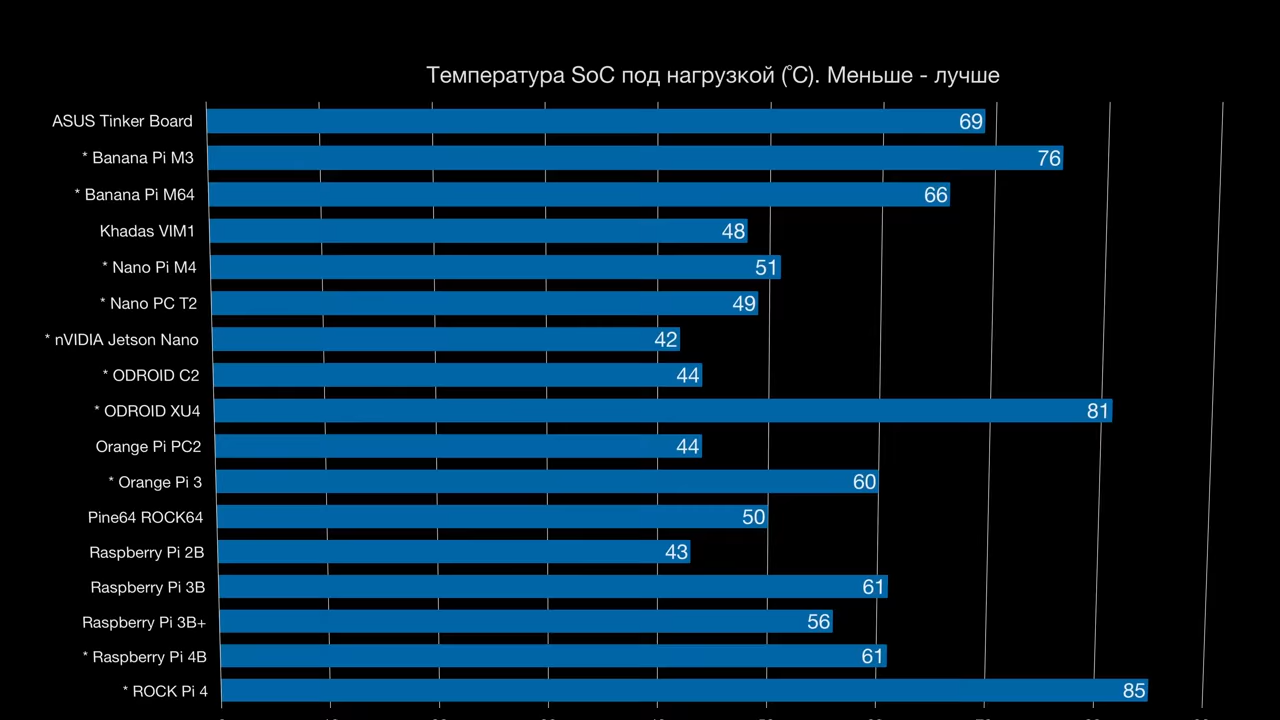 Температура SoC под нагрузкой (°C). Меньше - лучше
ASUS Tinker Board 69
* Banana Pi M3 76
* Banana Pi M64 66
Khadas VIM1 48
* Nano Pi M4 51
* Nano PC T2 49
* nVIDIA Jetson Nano 42
* ODROID C2 44
* ODROID XU4 81
Orange Pi PC2 44
* Orange Pi 3 60
Pine64 ROCK64 50
Raspberry Pi 2B 43
Raspberry Pi 3B 61
Raspberry Pi 3B+ 56
* Raspberry Pi 4B 61
* ROCK Pi 4 85